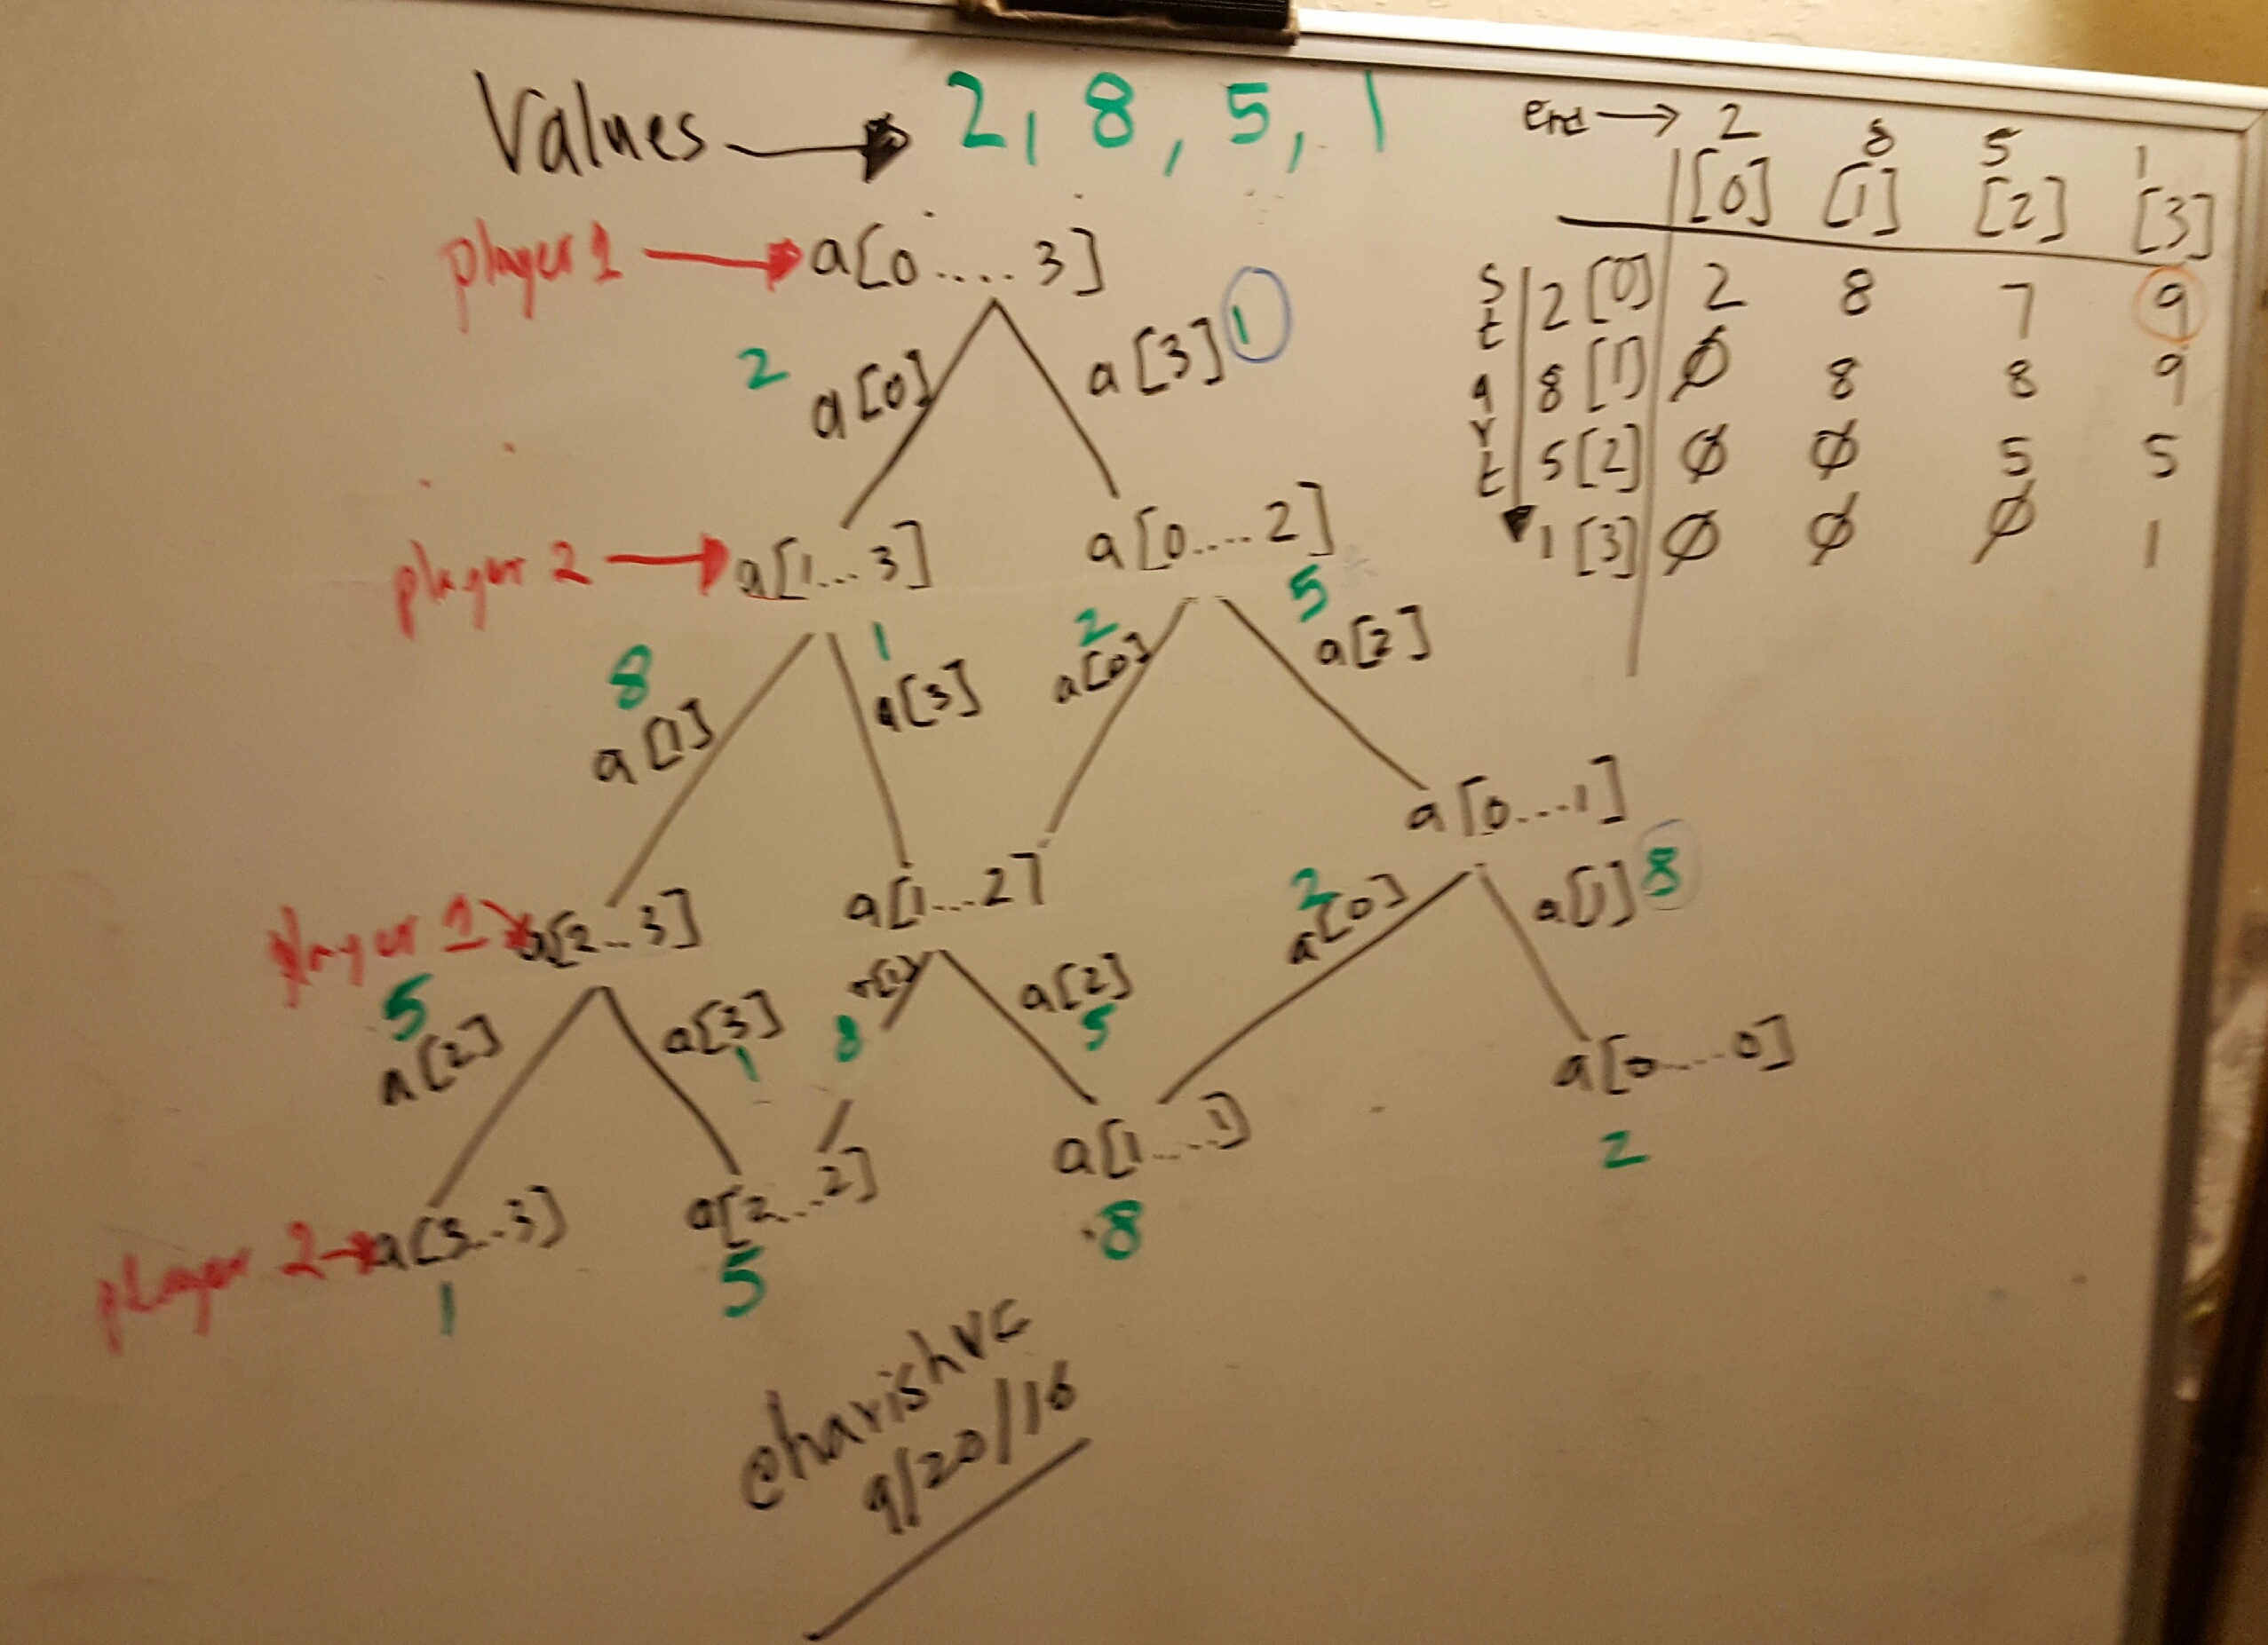 Values → 2, 8, 5, 1
player 1 → a[0.....3]
2 a[0] a[3] 1
player 2 → a[1...3] a[0....2]
8 a[1] 1 a[3] 2 a[0] 5 a[2]
a[0...1]
player 1 → a[2..3] a[1...2] 2 a[0] a[1] 8
5 a[2] a[3] 1 a[1] 8 a[2] 5
a[0....0]
2
player 2 → a[3..3] a[2...2] a[1....1]
1 5 8
@harishvc
9/20/16
end → 2 8 5 1
[0] [1] [2] [3]
start
2 [0] 2 8 7 9
8 [1] ∅ 8 8 9
5 [2] ∅ ∅ 5 5
1 [3] ∅ ∅ ∅ 1